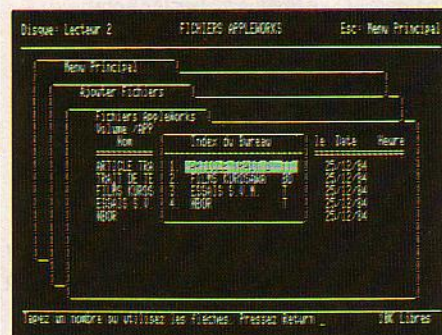 Disque: Lecteur 2 FICHIERS APPLEWORKS Esc: Menu Principal
Menu Principal
Ajouter Fichiers
Fichiers AppleWorks
Volume /APP
Nom Index du Bureau le Date Heure
ARTICLE TRA 1. 25/12/84
TRAIT DE TE 2. FILMS KUROSAWA BD 25/12/84
FILMS KUROS 3. ESSAIS S.V.M. T 25/12/84
ESSAIS S.V 4. NBOR T 25/12/84
NBOR 25/12/84
Tapez un nombre ou utilisez les flèches. Pressez Return_ 18K Libres